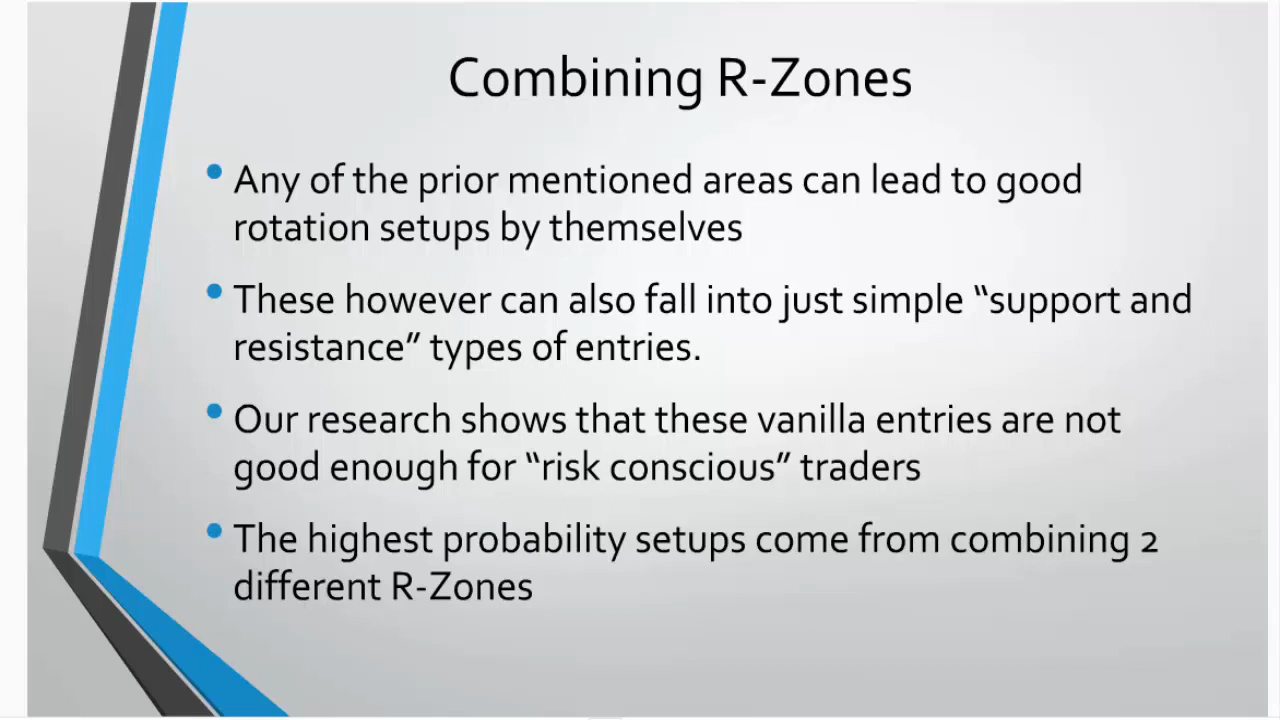 Combining R-Zones
• Any of the prior mentioned areas can lead to good
rotation setups by themselves
• These however can also fall into just simple “support and
resistance” types of entries.
• Our research shows that these vanilla entries are not
good enough for “risk conscious” traders
• The highest probability setups come from combining 2
different R-Zones